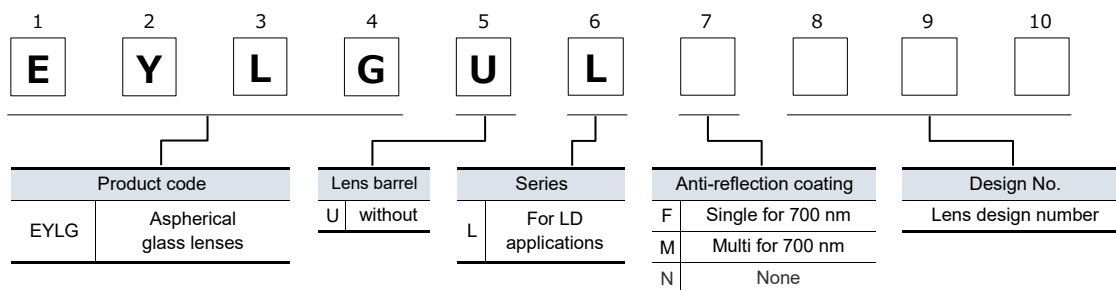 1 2 3 4 5 6 7 8 9 10
E Y L G U L
Product code
EYLG Aspherical
glass lenses
Lens barrel
U without
Series
L For LD
applications
Anti-reflection coating
F Single for 700 nm
M Multi for 700 nm
N None
Design No.
Lens design number